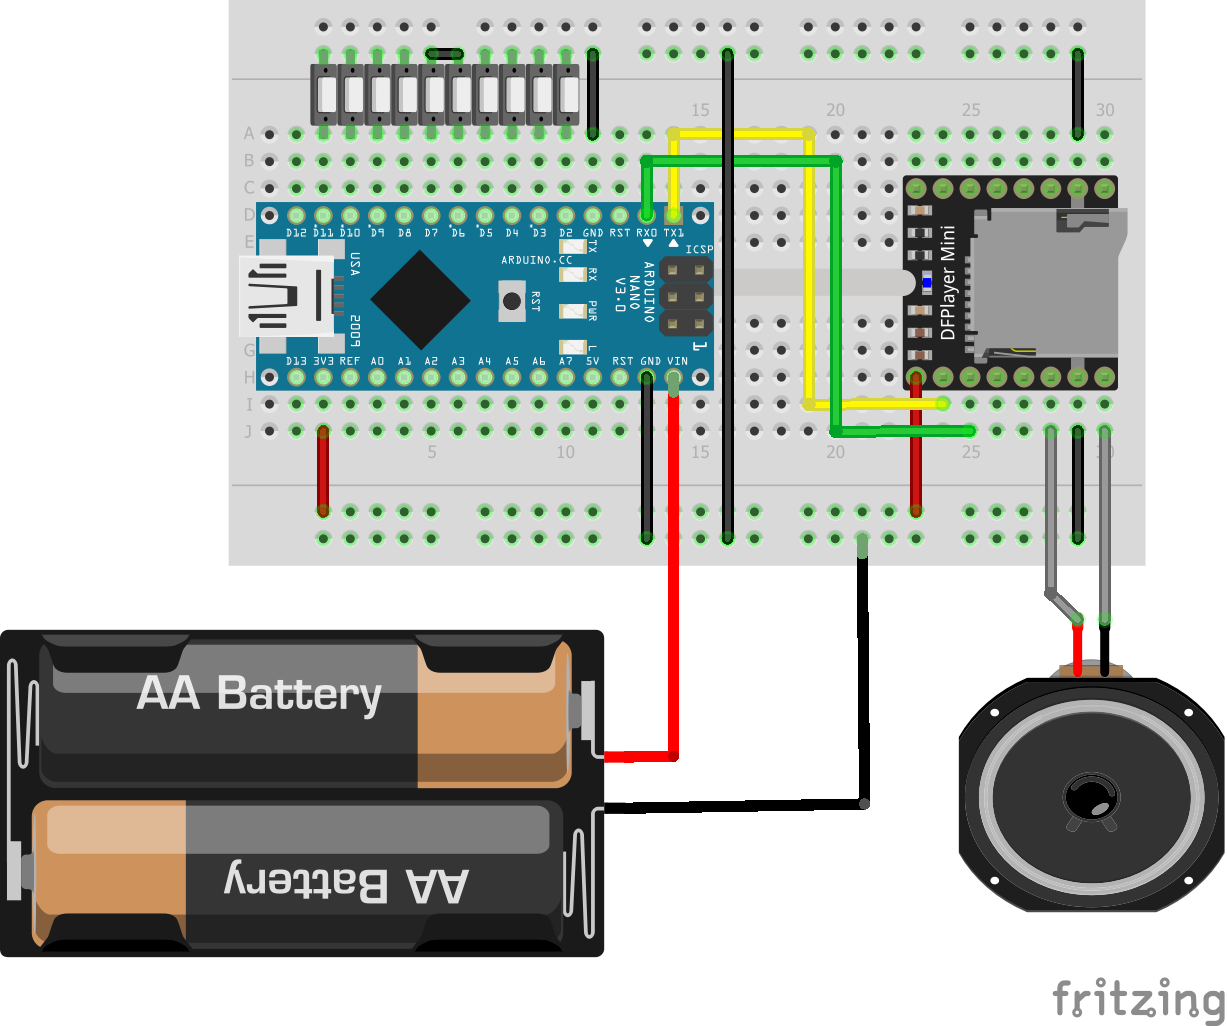 15 20 25 30
A
B
C
D
E
G
H
I
J
D12 D11 D10 D9 D8 D7 D6 D5 D4 D3 D2 GND RST RX0 TX1
TX
RX
PWR
L
USA
2009
ARDUINO.CC
RST
ARDUINO
NANO
V3.0
ICSP
1
D13 3V3 REF A0 A1 A2 A3 A4 A5 A6 A7 5V RST GND VIN
DFPlayer Mini
5 10 15 20 25
AA Battery
AA Battery
fritzing